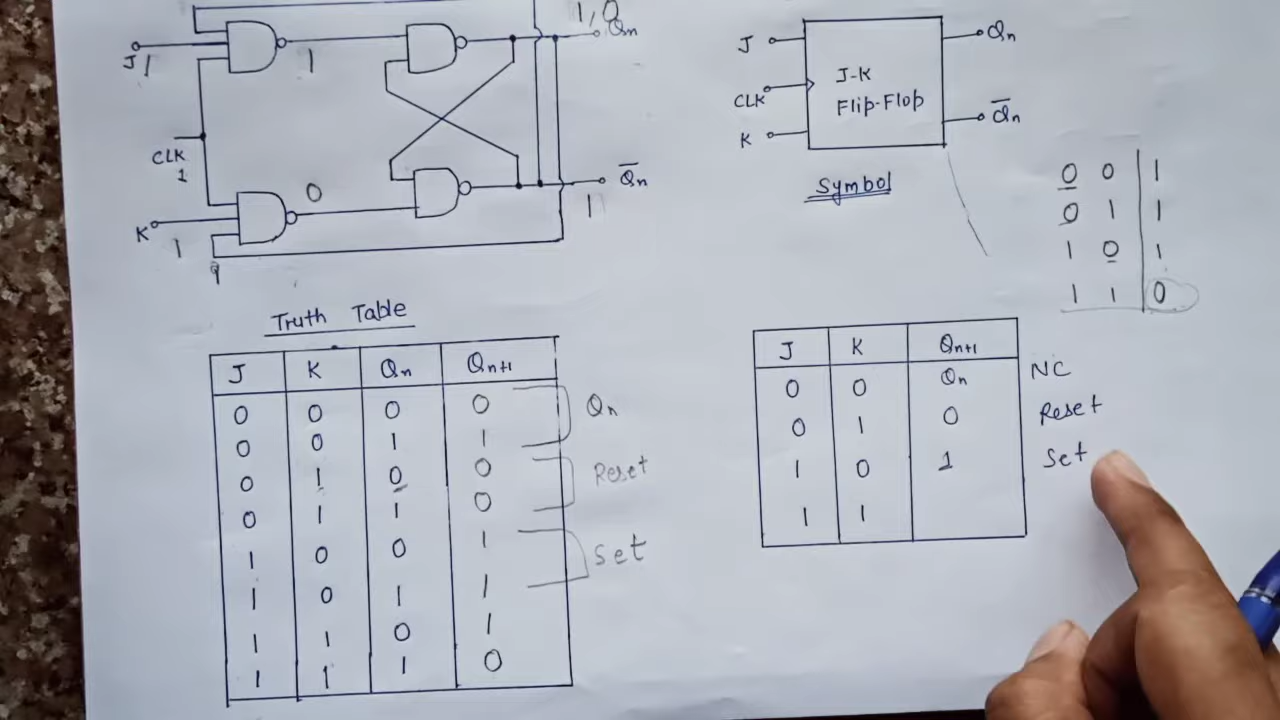 1, 0
Qn
J 1
1
CLK
1
0
Q̅n
1
K
1
1
J
CLK
K
J-K
Flip-Flop
Qn
Q̅n
Symbol
0 0 1
0 1 1
1 0 1
1 1 0
Truth Table
J K Qn Qn+1
0 0 0 0
0 0 1 1
Qn
0 1 0 0
0 1 1 0
Reset
1 0 0 1
1 0 1 1
Set
1 1 0 1
1 1 1 0
J K Qn+1
0 0 Qn NC
0 1 0 Reset
1 0 1 Set
1 1